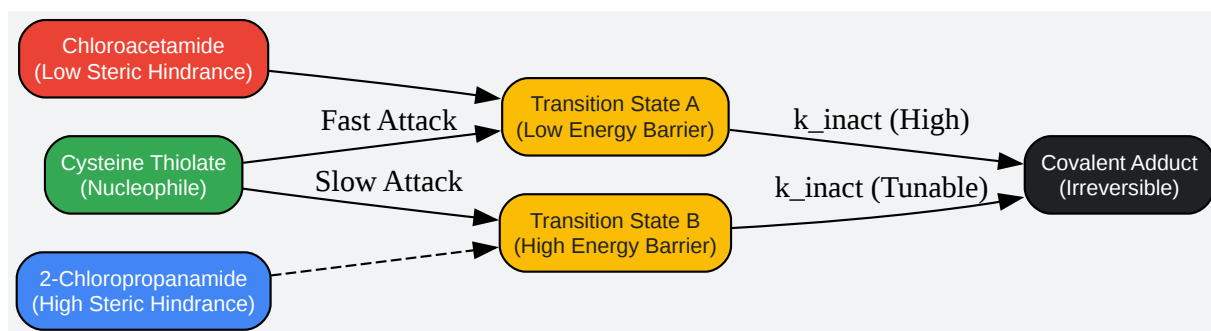 Chloroacetamide
(Low Steric Hindrance)
Cysteine Thiolate
(Nucleophile)
2-Chloropropanamide
(High Steric Hindrance)
Fast Attack
Slow Attack
Transition State A
(Low Energy Barrier)
Transition State B
(High Energy Barrier)
k_inact (High)
k_inact (Tunable)
Covalent Adduct
(Irreversible)